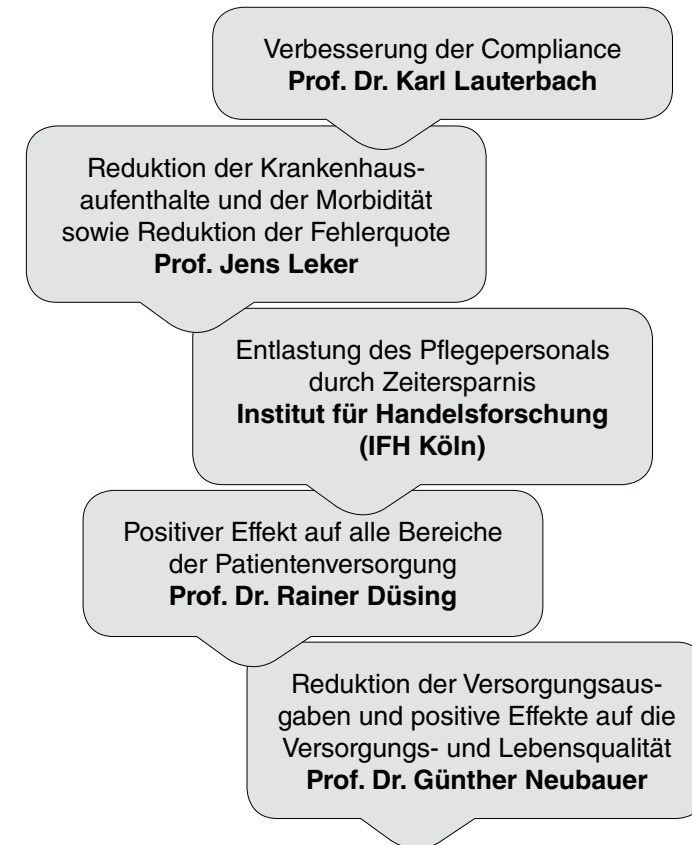 Verbesserung der Compliance
Prof. Dr. Karl Lauterbach
Reduktion der Krankenhaus-
aufenthalte und der Morbidität
sowie Reduktion der Fehlerquote
Prof. Jens Leker
Entlastung des Pflegepersonals
durch Zeitersparnis
Institut für Handelsforschung
(IFH Köln)
Positiver Effekt auf alle Bereiche
der Patientenversorgung
Prof. Dr. Rainer Düsing
Reduktion der Versorgungsaus-
gaben und positive Effekte auf die
Versorgungs- und Lebensqualität
Prof. Dr. Günther Neubauer